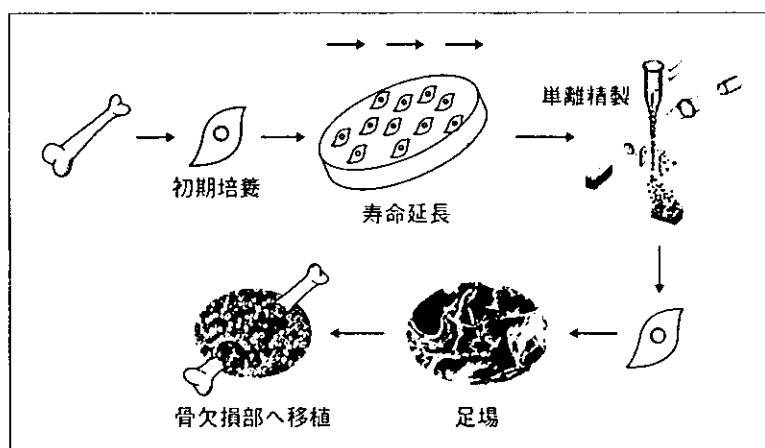 単離精製
初期培養
寿命延長
骨欠損部へ移植
足場